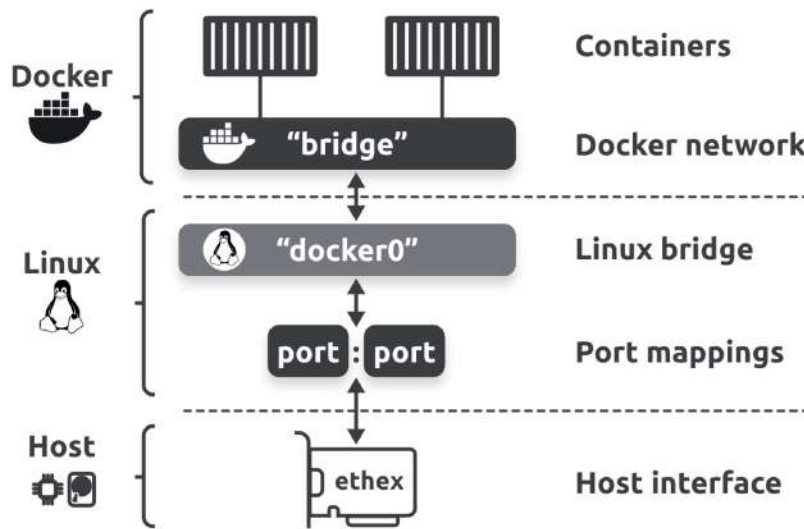 Containers
Docker
“bridge”
Docker network
“docker0”
Linux bridge
Linux
port : port
Port mappings
Host
ethex
Host interface